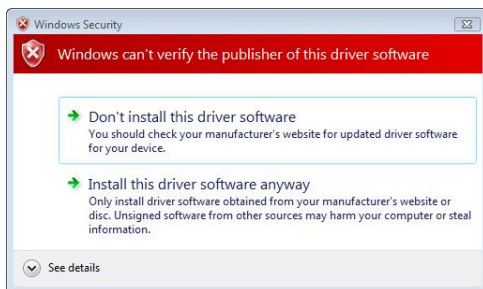 Windows Security
Windows can't verify the publisher of this driver software
Don't install this driver software
You should check your manufacturer's website for updated driver software
for your device.
Install this driver software anyway
Only install driver software obtained from your manufacturer's website or
disc. Unsigned software from other sources may harm your computer or steal
information.
See details